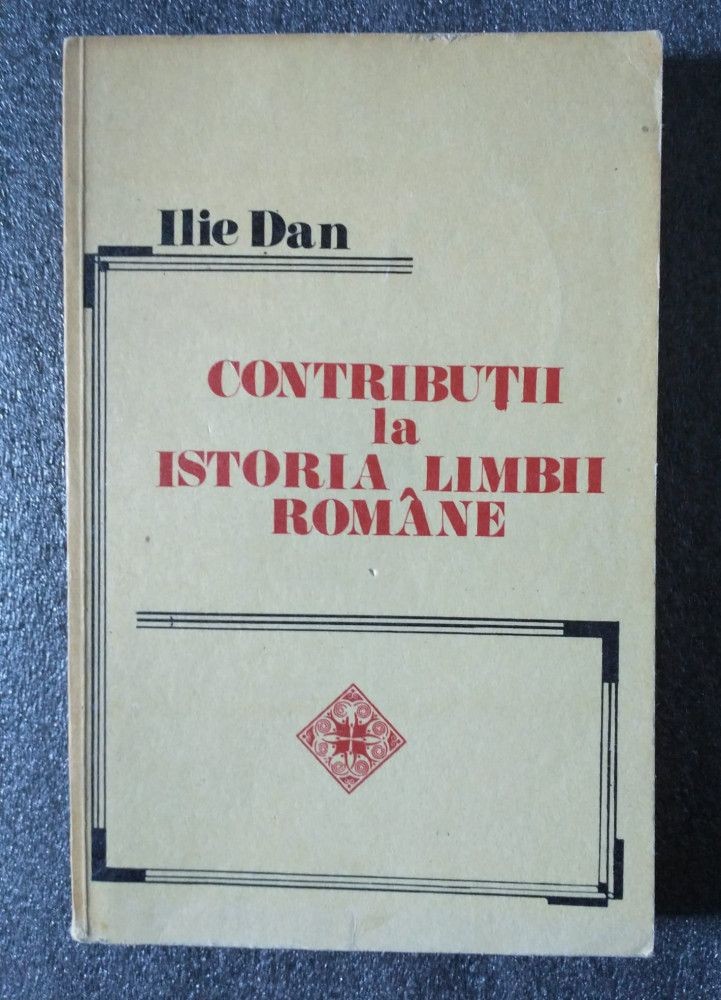 Ilie Dan
CONTRIBUȚII
la
ISTORIA LIMBII
ROMÂNE